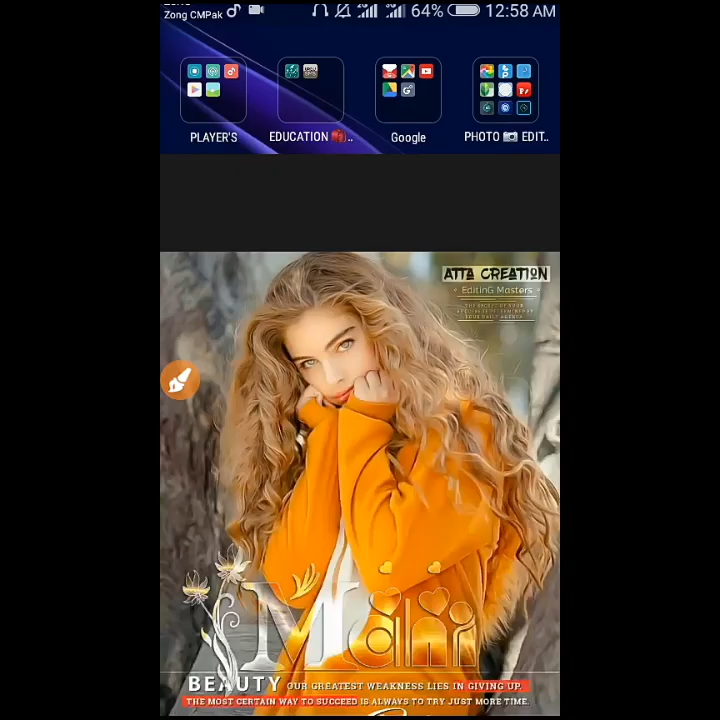 Zong CMPak
64% 12:58 AM
PLAYER'S
EDUCATION 🎒..
Google
PHOTO 📷 EDIT..
ATTA CREATION
EditinG Masters
Mahi
BEAUTY OUR GREATEST WEAKNESS LIES IN GIVING UP.
THE MOST CERTAIN WAY TO SUCCEED IS ALWAYS TO TRY JUST MORE TIME.